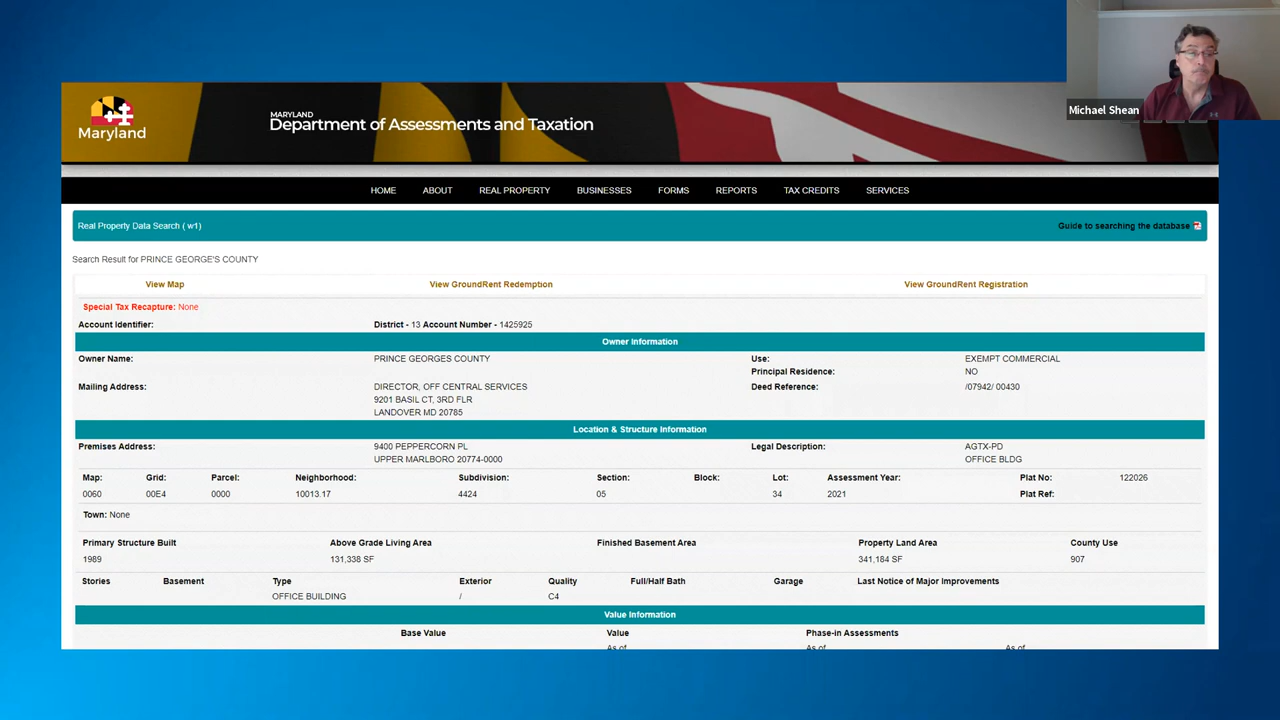 Michael Shean
Maryland
MARYLAND
Department of Assessments and Taxation
HOME ABOUT REAL PROPERTY BUSINESSES FORMS REPORTS TAX CREDITS SERVICES
Real Property Data Search ( w1) Guide to searching the database
Search Result for PRINCE GEORGE'S COUNTY
View Map View GroundRent Redemption View GroundRent Registration
Special Tax Recapture: None
Account Identifier: District - 13 Account Number - 1425925
Owner Information
Owner Name: PRINCE GEORGES COUNTY Use: EXEMPT COMMERCIAL
Principal Residence: NO
Mailing Address: DIRECTOR, OFF CENTRAL SERVICES Deed Reference: /07942/ 00430
9201 BASIL CT, 3RD FLR
LANDOVER MD 20785
Location & Structure Information
Premises Address: 9400 PEPPERCORN PL Legal Description: AGTX-PD
UPPER MARLBORO 20774-0000 OFFICE BLDG
Map: Grid: Parcel: Neighborhood: Subdivision: Section: Block: Lot: Assessment Year: Plat No: 122026
0060 00E4 0000 10013.17 4424 05 34 2021 Plat Ref:
Town: None
Primary Structure Built Above Grade Living Area Finished Basement Area Property Land Area County Use
1989 131,338 SF 341,184 SF 907
Stories Basement Type Exterior Quality Full/Half Bath Garage Last Notice of Major Improvements
OFFICE BUILDING / C4
Value Information
Base Value Value Phase-in Assessments
As of As of As of